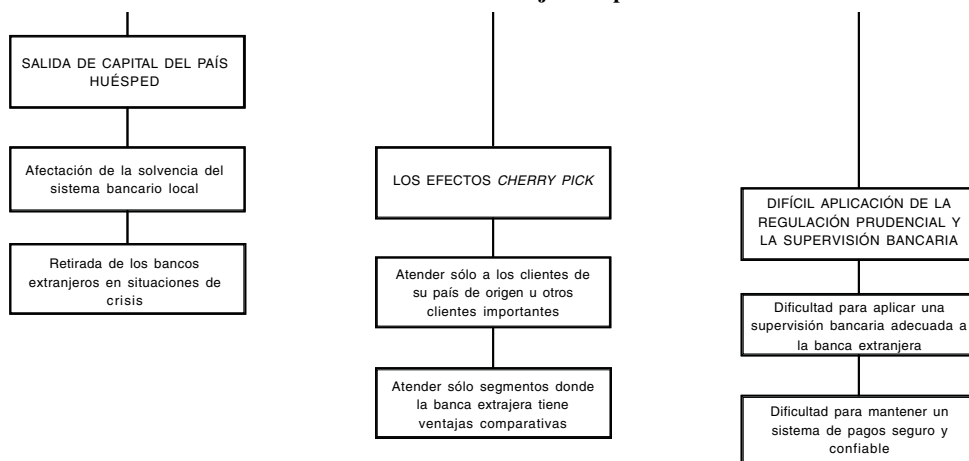 SALIDA DE CAPITAL DEL PAÍS
HUÉSPED
Afectación de la solvencia del
sistema bancario local
Retirada de los bancos
extranjeros en situaciones de
crisis
LOS EFECTOS CHERRY PICK
Atender sólo a los clientes de
su país de origen u otros
clientes importantes
Atender sólo segmentos donde
la banca extrajera tiene
ventajas comparativas
DIFÍCIL APLICACIÓN DE LA
REGULACIÓN PRUDENCIAL Y
LA SUPERVISIÓN BANCARIA
Dificultad para aplicar una
supervisión bancaria adecuada a
la banca extranjera
Dificultad para mantener un
sistema de pagos seguro y
confiable